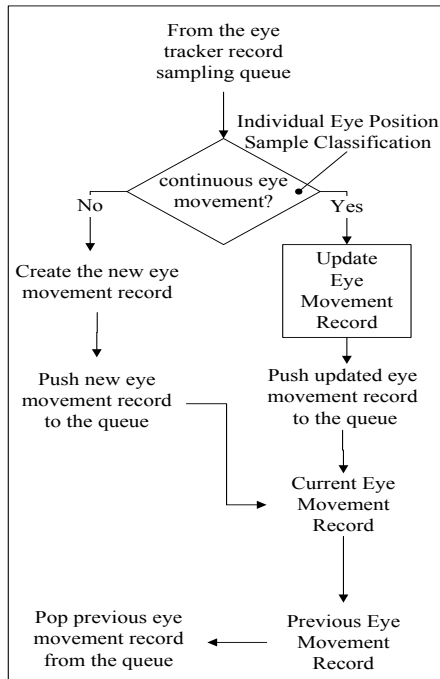 From the eye
tracker record
sampling queue
Individual Eye Position
Sample Classification
continuous eye
movement?
No
Yes
Create the new eye
movement record
Update
Eye
Movement
Record
Push new eye
movement record
to the queue
Push updated eye
movement record
to the queue
Current Eye
Movement
Record
Pop previous eye
movement record
from the queue
Previous Eye
Movement
Record